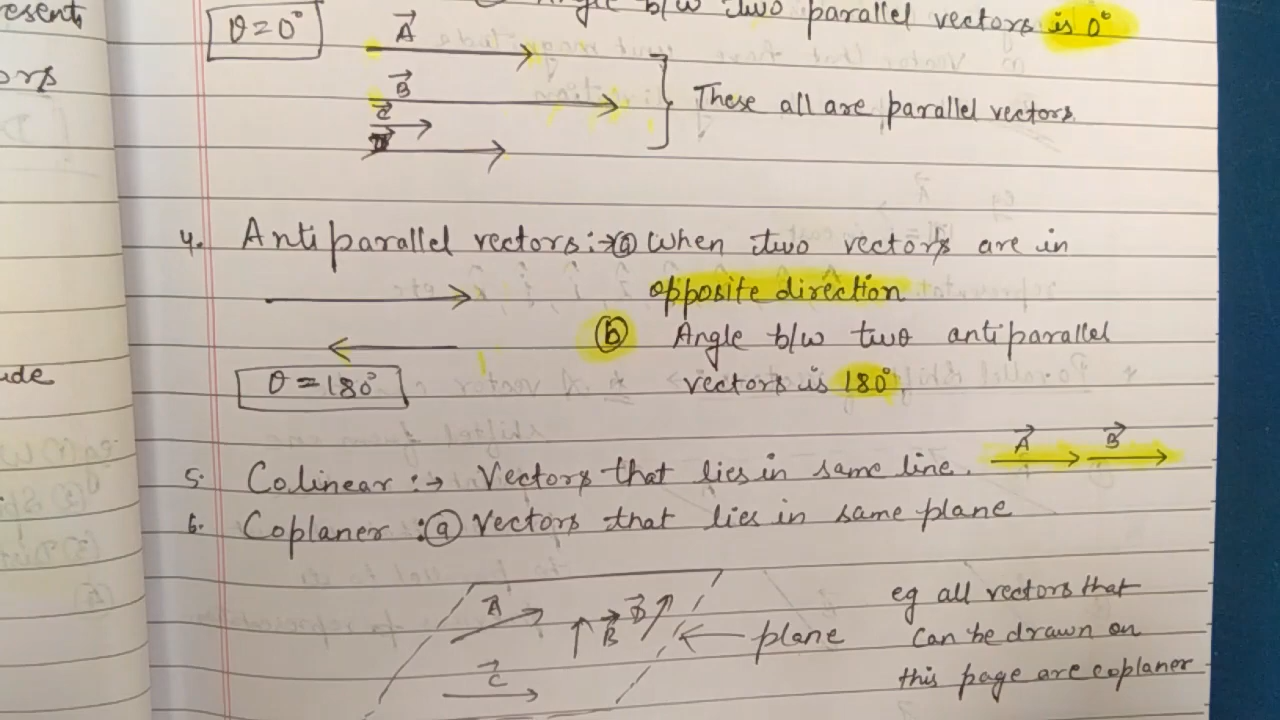 Angle b/w two parallel vectors is 0°
θ = 0°
A
B
C
These all are parallel vectors
4. Antiparallel vectors :→ (a) When two vectors are in
opposite direction
(b) Angle b/w two antiparallel
θ = 180°
vectors is 180°
5. Colinear :→ Vectors that lies in same line.
A B
6. Coplaner : (a) Vectors that lies in same plane
A
B
D
C
plane
eg all vectors that
can be drawn on
this page are coplaner
esent
ors
ude